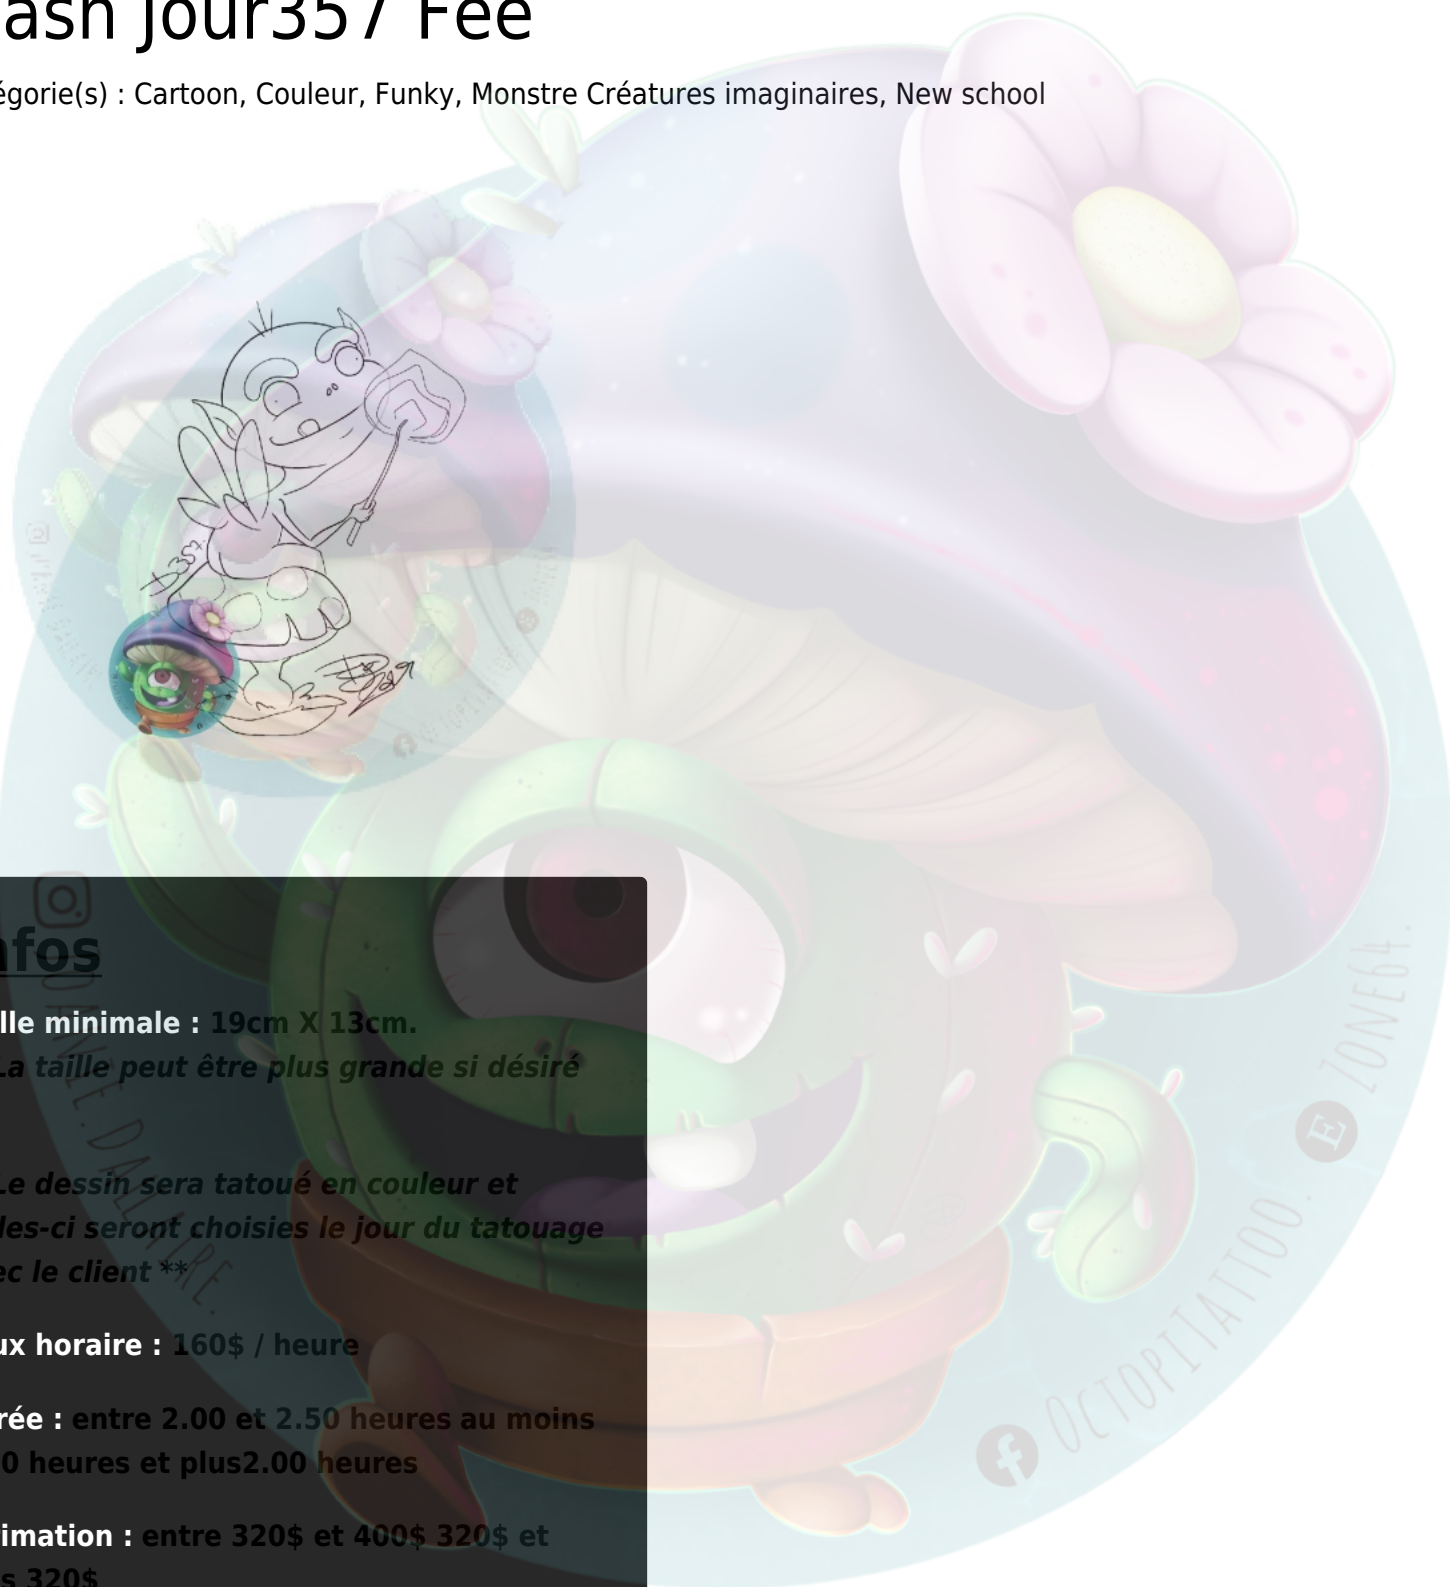 ash Jour357 Fée
égorie(s) : Cartoon, Couleur, Funky, Monstre Créatures imaginaires, New school
D357
nfos
lle minimale : 19cm X 13cm.
La taille peut être plus grande si désiré
Le dessin sera tatoué en couleur et
les-ci seront choisies le jour du tatouage
ec le client **
ux horaire : 160$ / heure
rée : entre 2.00 et 2.50 heures au moins
0 heures et plus2.00 heures
imation : entre 320$ et 400$ 320$ et
s 320$
OCTOPITATTOO.
E ZONE64.